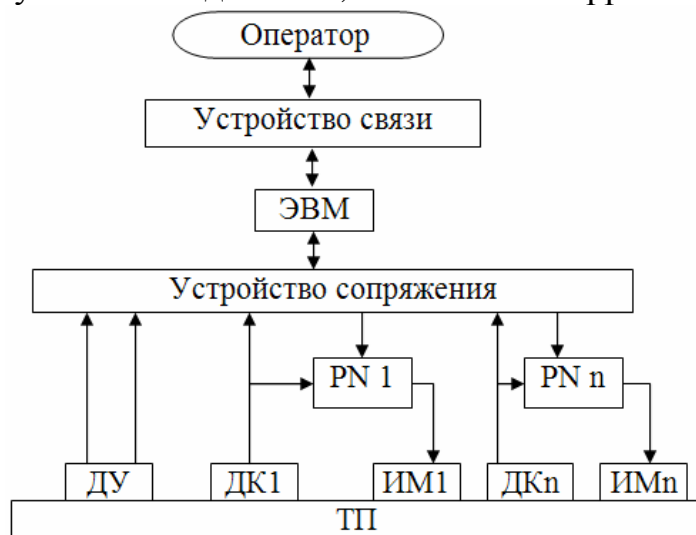 Оператор
Устройство связи
ЭВМ
Устройство сопряжения
PN 1
PN n
ДУ
ДК1
ИМ1
ДКn
ИМn
ТП